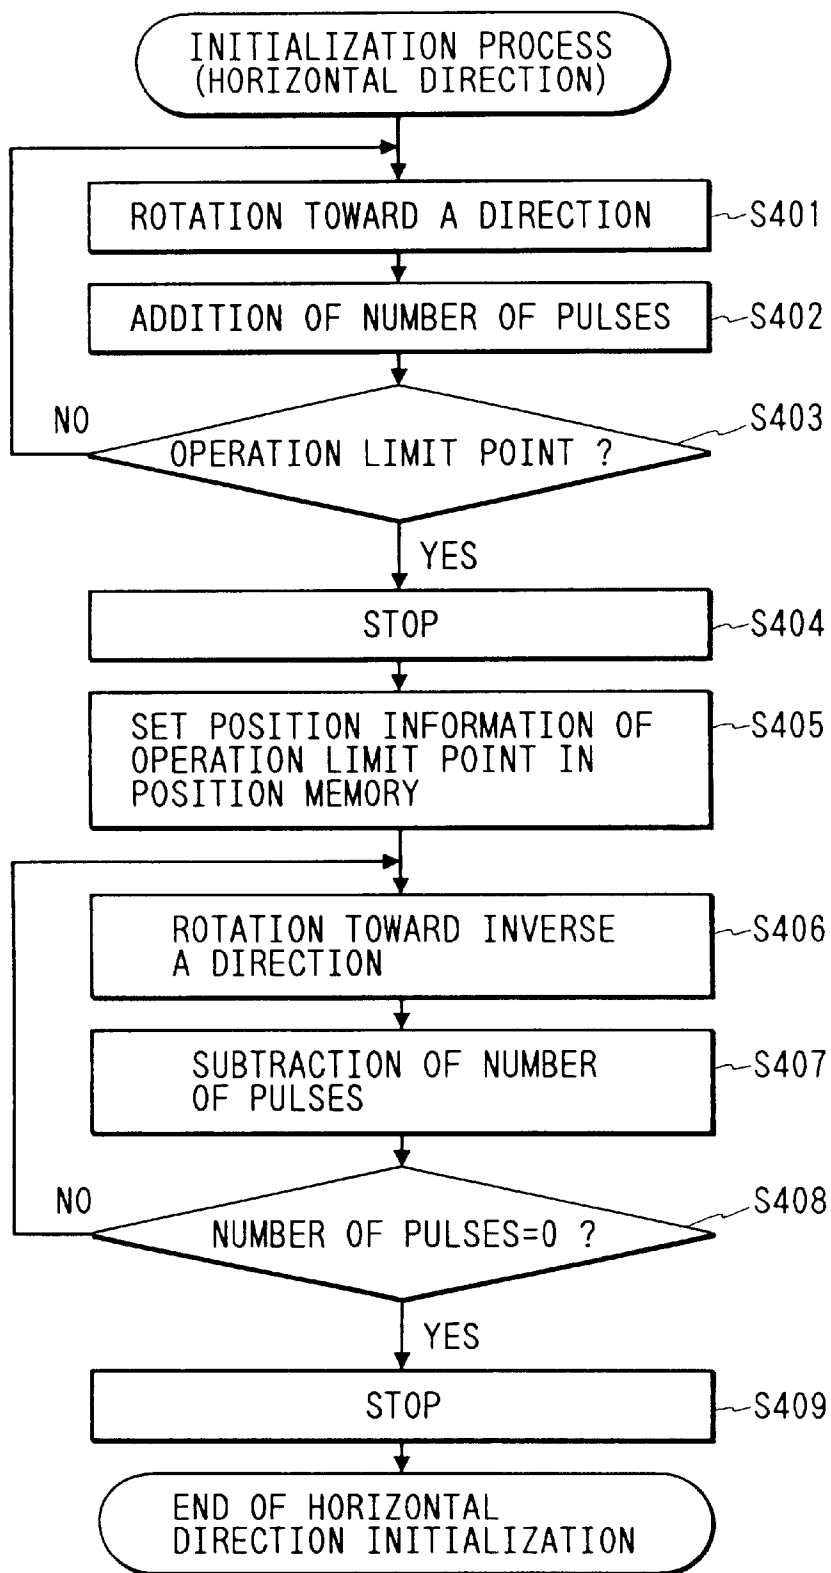 INITIALIZATION PROCESS
(HORIZONTAL DIRECTION)
ROTATION TOWARD A DIRECTION
S401
ADDITION OF NUMBER OF PULSES
S402
NO
OPERATION LIMIT POINT ?
S403
YES
STOP
S404
SET POSITION INFORMATION OF
OPERATION LIMIT POINT IN
POSITION MEMORY
S405
ROTATION TOWARD INVERSE
A DIRECTION
S406
SUBTRACTION OF NUMBER
OF PULSES
S407
NO
NUMBER OF PULSES=0 ?
S408
YES
STOP
S409
END OF HORIZONTAL
DIRECTION INITIALIZATION